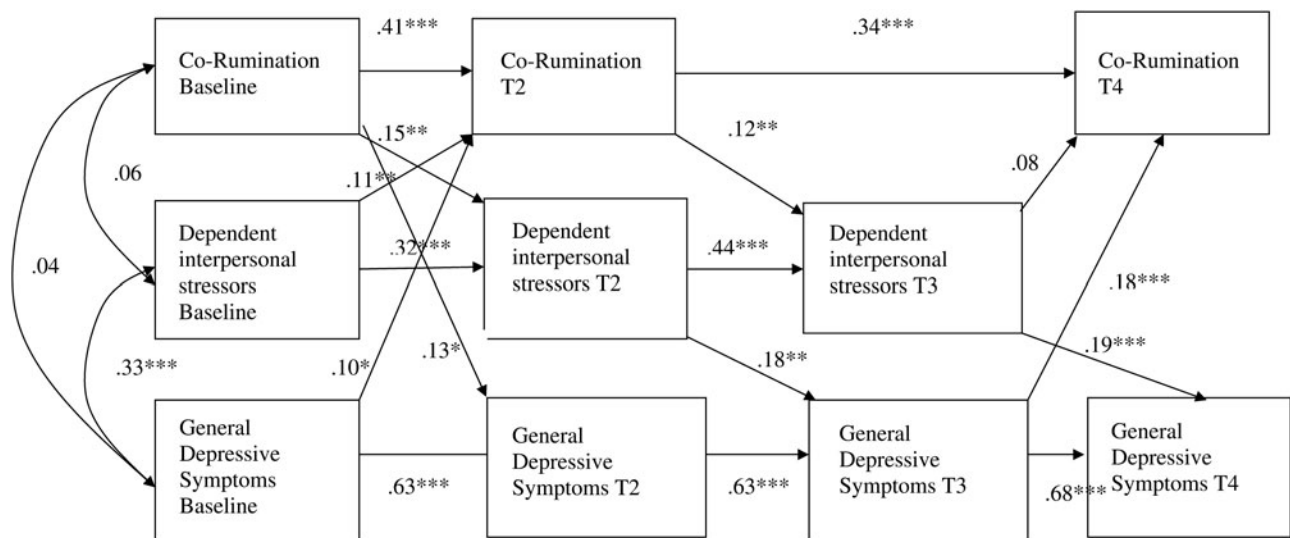 .41***
.34***
Co-Rumination
Baseline
Co-Rumination
T2
Co-Rumination
T4
.15**
.12**
.06
.11**
.08
Dependent
interpersonal
stressors
Baseline
.32***
Dependent
interpersonal
stressors T2
.44***
Dependent
interpersonal
stressors T3
.04
.18***
.33***
.10*
.13*
.18**
.19***
General
Depressive
Symptoms
Baseline
.63***
General
Depressive
Symptoms T2
.63***
General
Depressive
Symptoms T3
.68***
General
Depressive
Symptoms T4